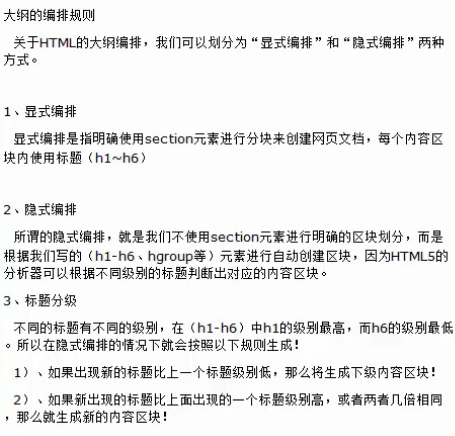 大纲的编排规则
关于HTML的大纲编排，我们可以划分为“显式编排”和“隐式编排”两种
方式。
1、显式编排
显式编排是指明确使用section元素进行分块来创建网页文档，每个内容区
块内使用标题（h1~h6）
2、隐式编排
所谓的隐式编排，就是我们不使用section元素进行明确的区块划分，而是
根据我们写的（h1-h6、hgroup等）元素进行自动创建区块，因为HTML5的
分析器可以根据不同级别的标题判断出对应的内容区块。
3、标题分级
不同的标题有不同的级别，在（h1-h6）中h1的级别最高，而h6的级别最低
。所以在隐式编排的情况下就会按照以下规则生成！
1）、如果出现新的标题比上一个标题级别低，那么将生成下级内容区块！
2）、如果新出现的标题比上面出现的一个标题级别高，或者两者几倍相同
，那么就生成新的内容区块！